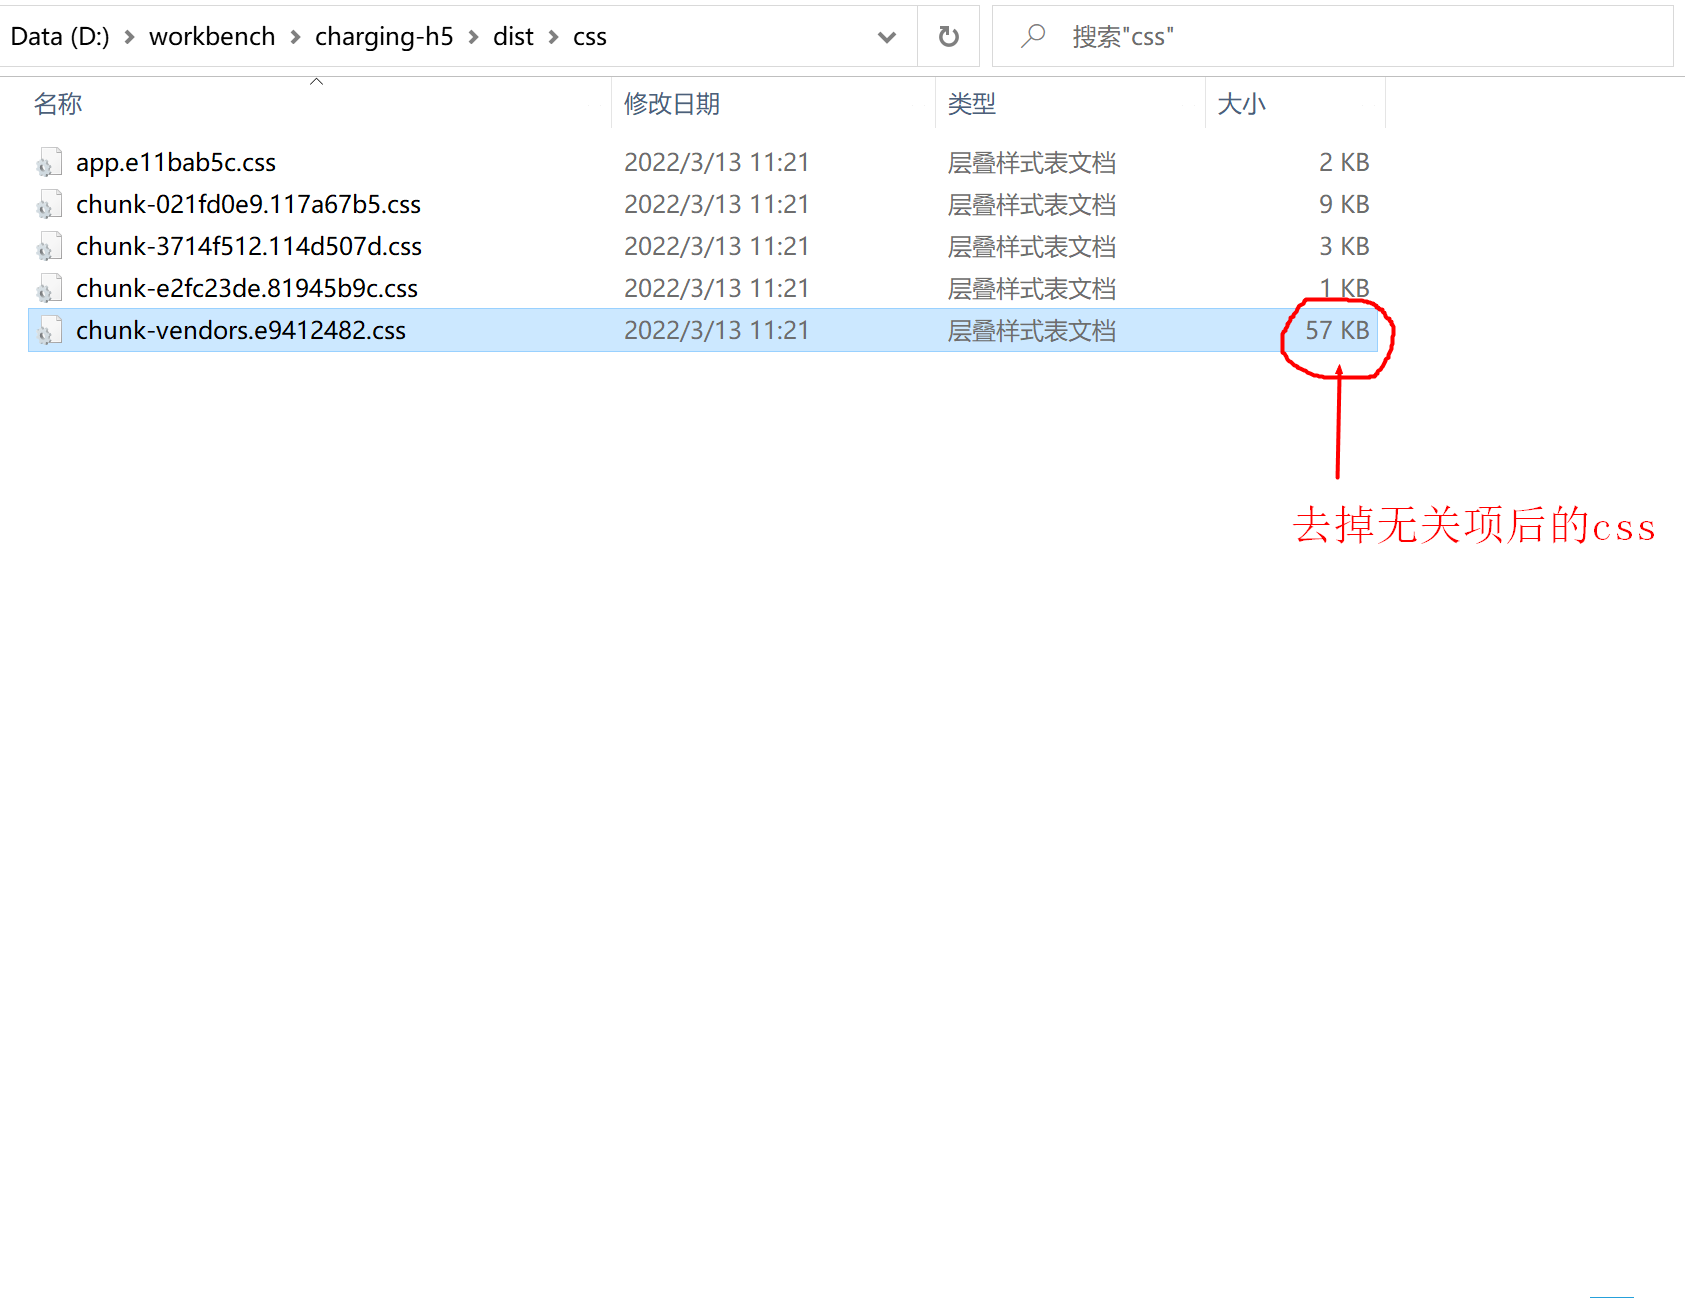 Data (D:) workbench charging-h5 dist css 搜索"css"
名称 修改日期 类型 大小
app.e11bab5c.css 2022/3/13 11:21 层叠样式表文档 2 KB
chunk-021fd0e9.117a67b5.css 2022/3/13 11:21 层叠样式表文档 9 KB
chunk-3714f512.114d507d.css 2022/3/13 11:21 层叠样式表文档 3 KB
chunk-e2fc23de.81945b9c.css 2022/3/13 11:21 层叠样式表文档 1 KB
chunk-vendors.e9412482.css 2022/3/13 11:21 层叠样式表文档 57 KB
去掉无关项后的css